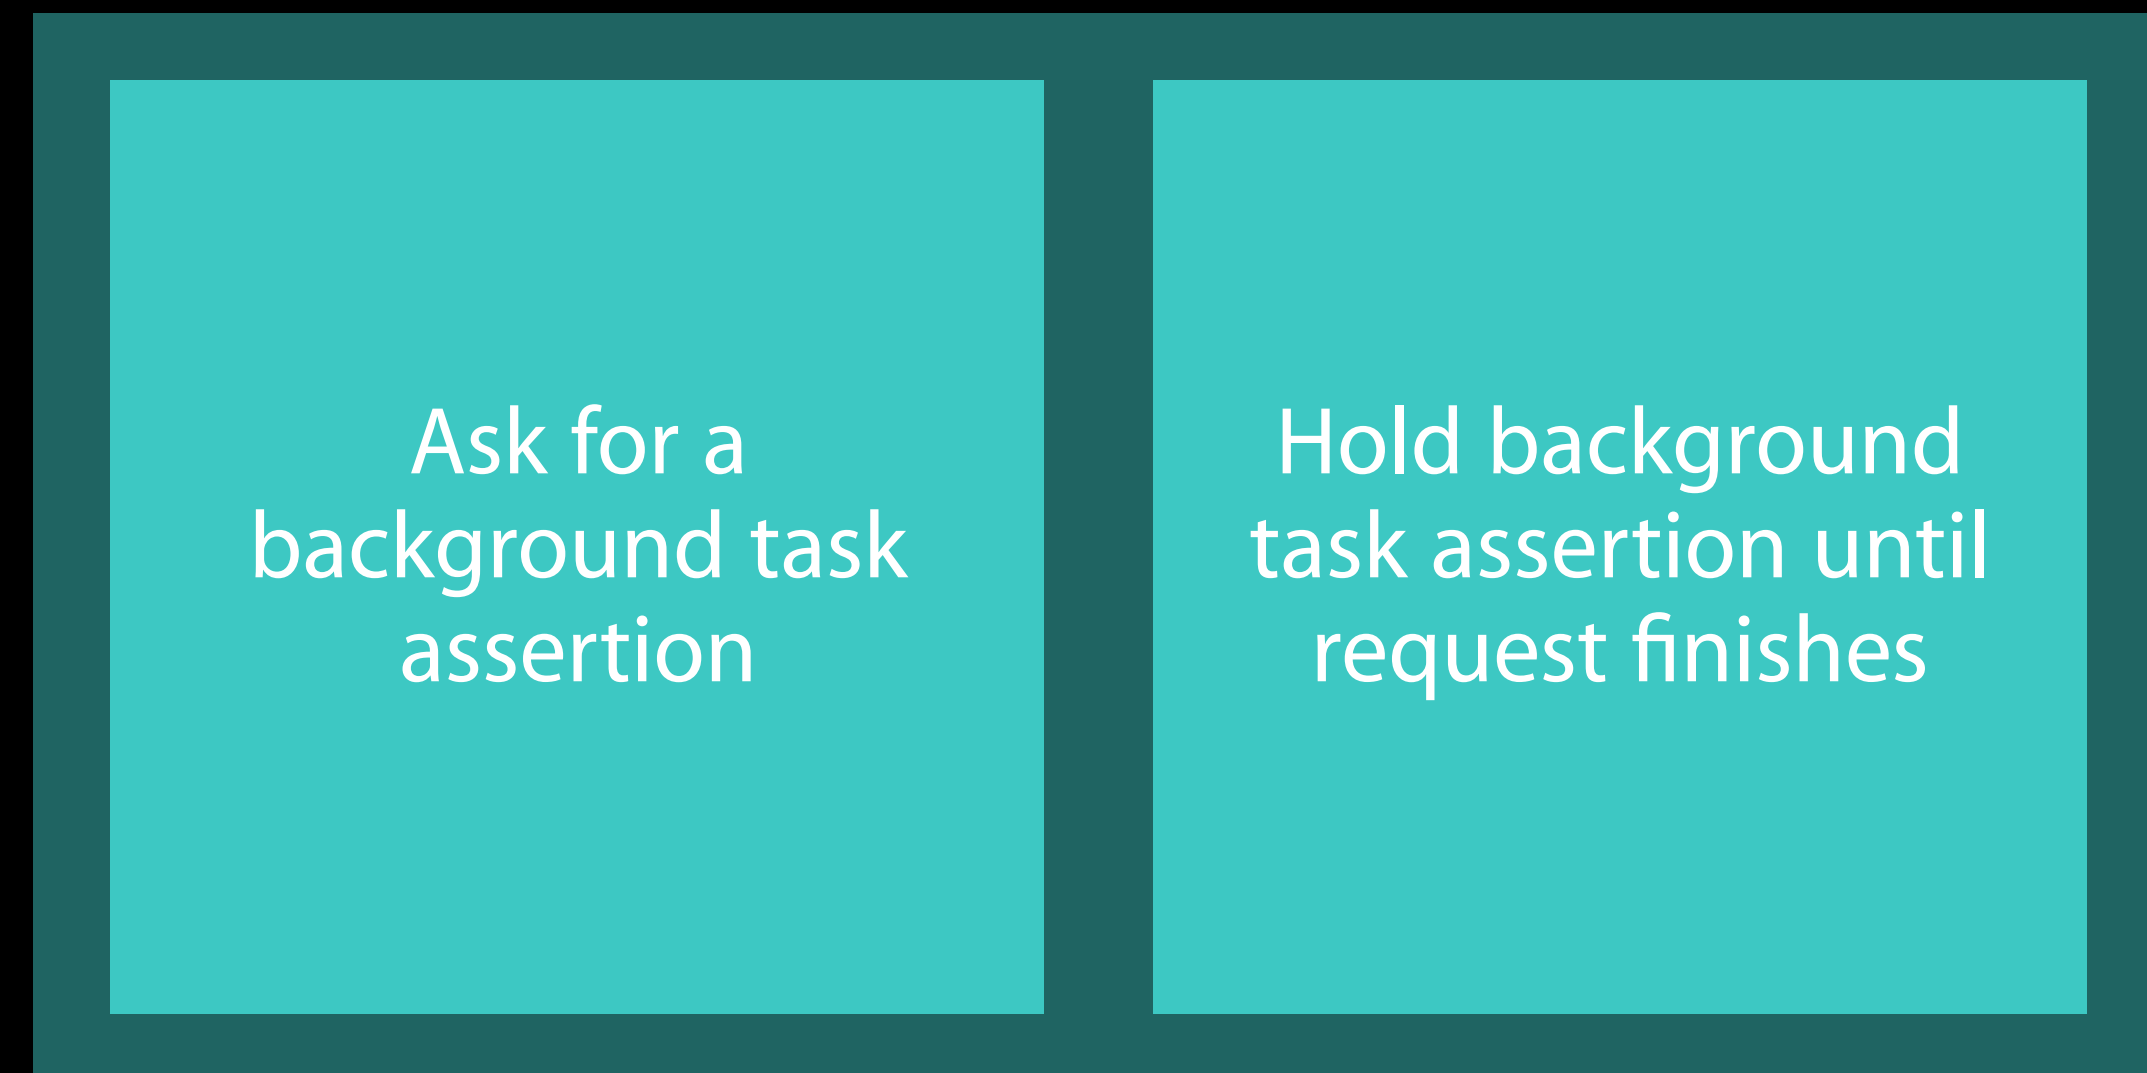 Ask for a
background task
assertion
Hold background
task assertion until
request finishes